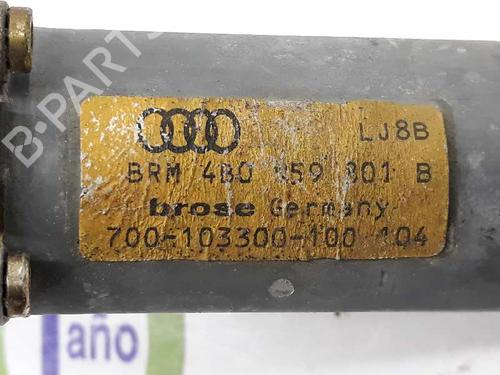 B-PARTS
LJ8B
BRM 4B0 959 801 B
brose Germany
700-103300-100 104
año